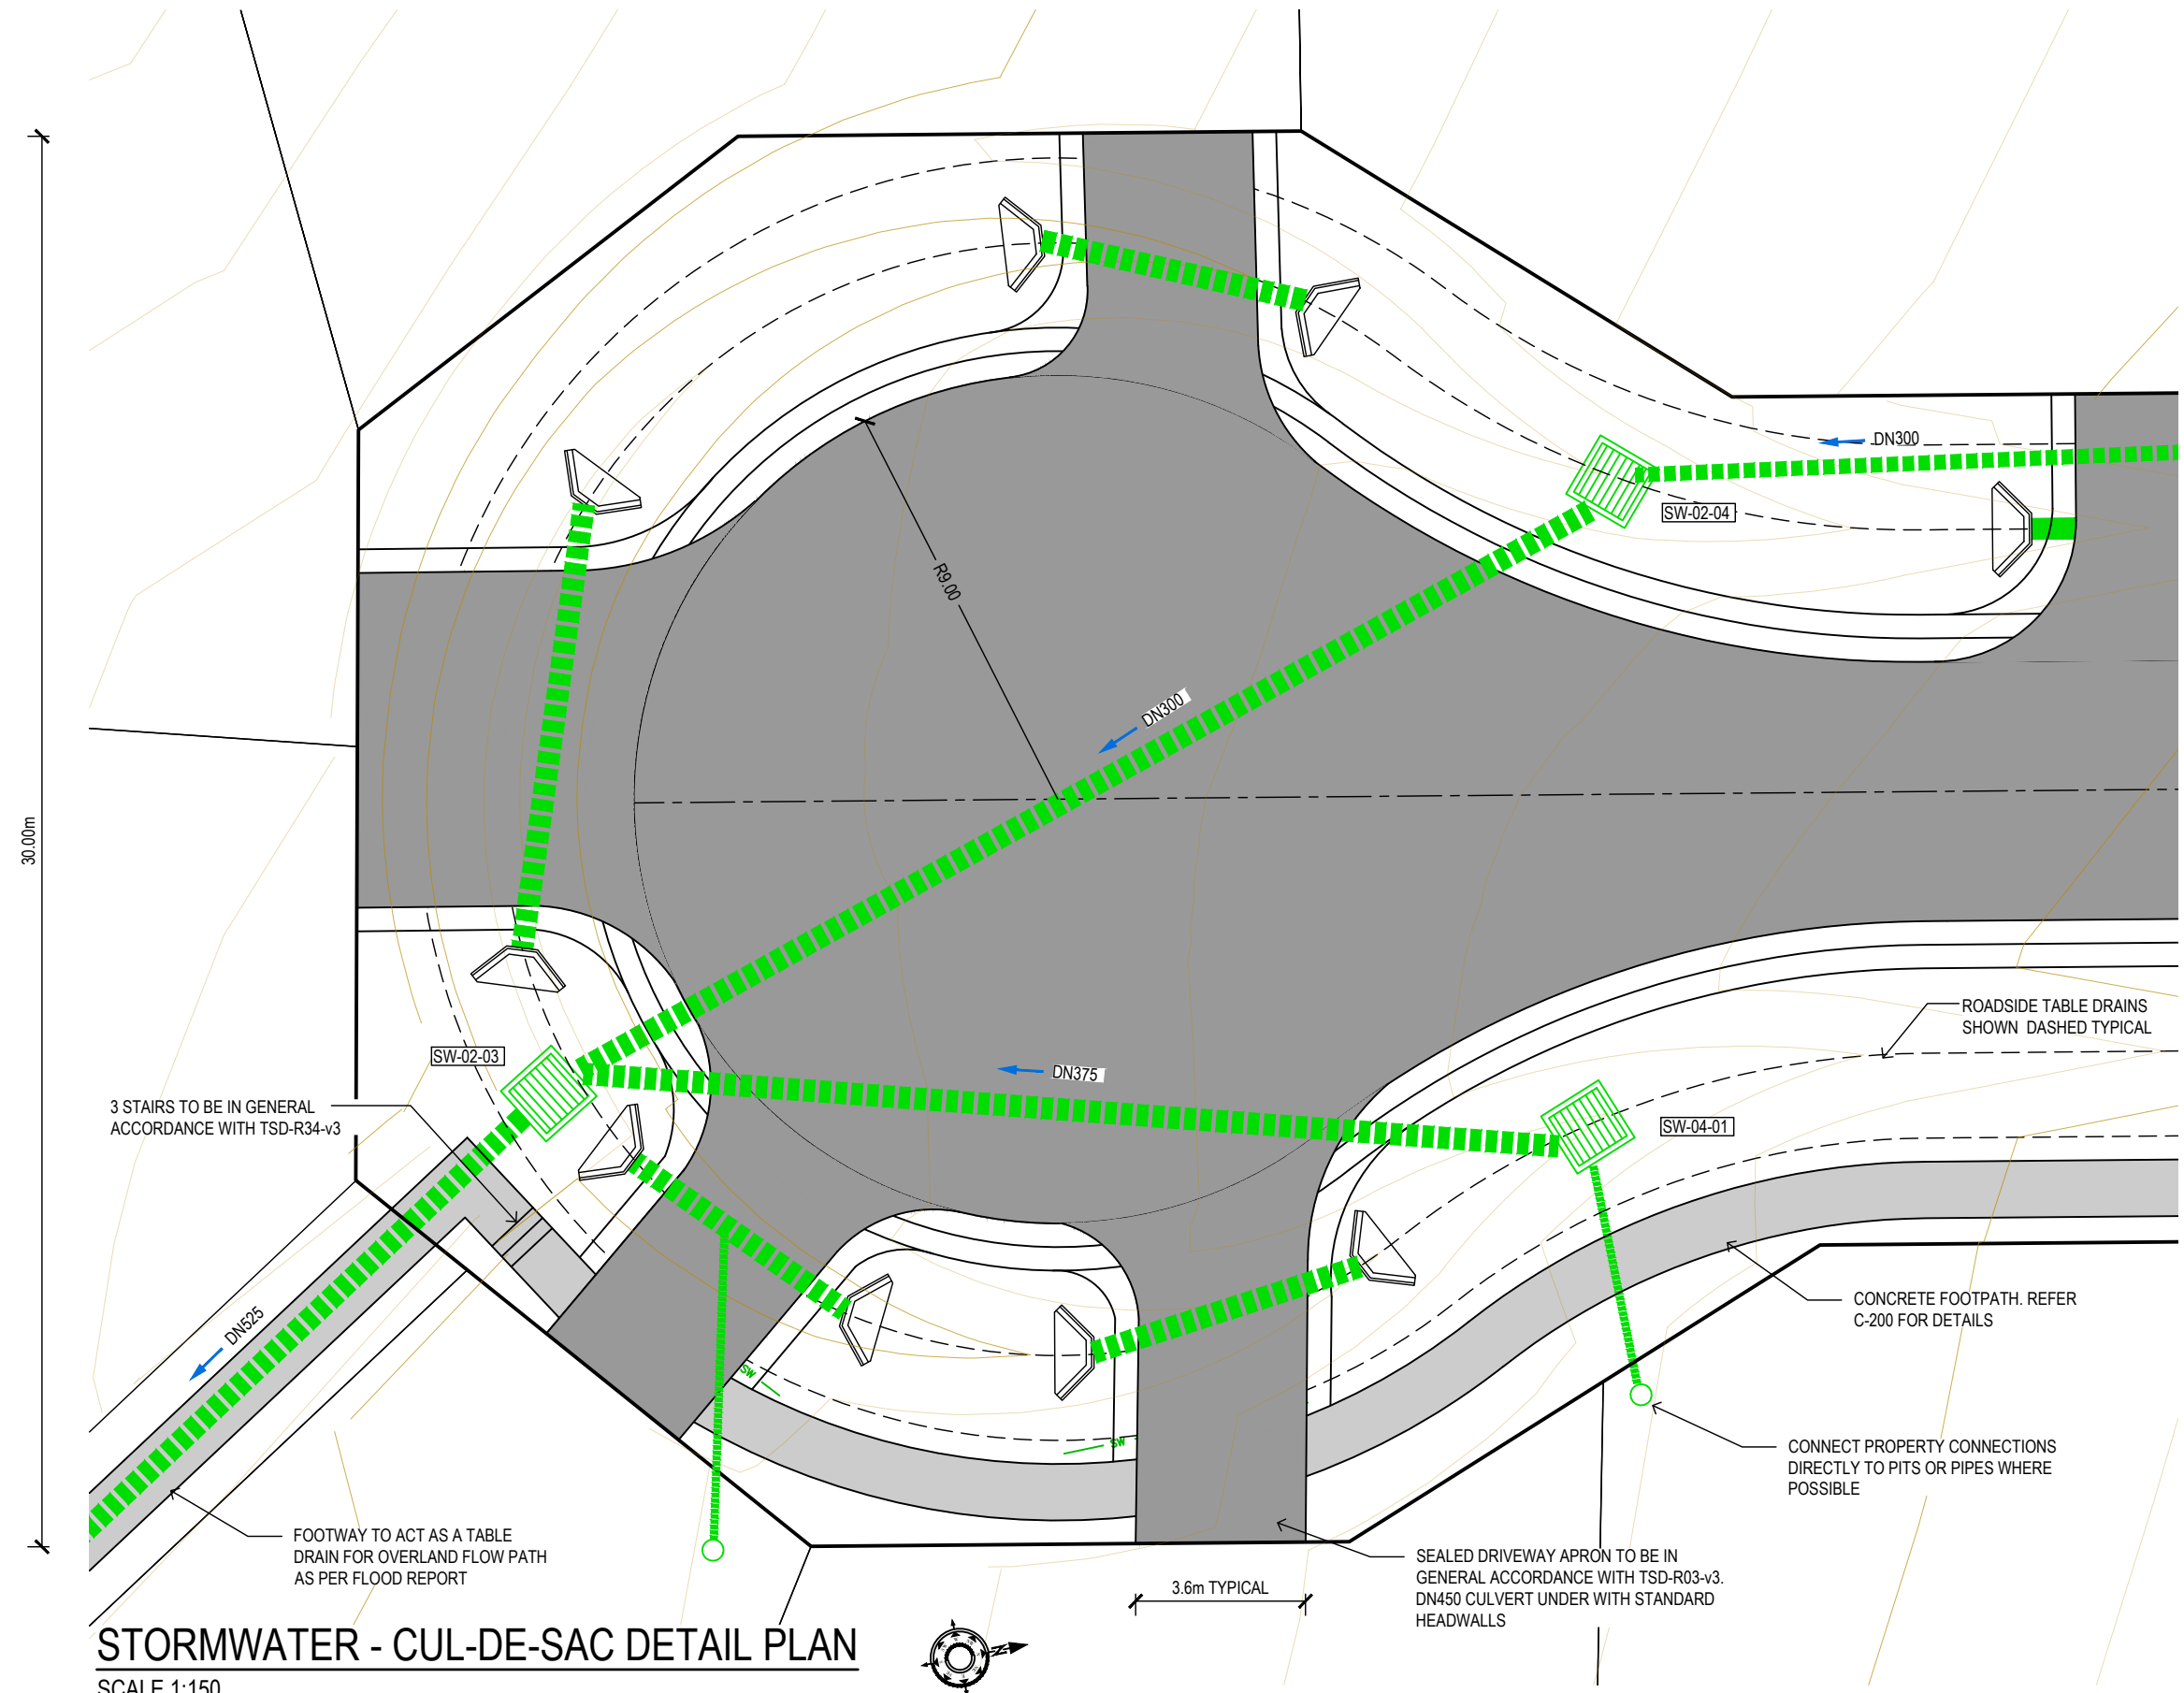 DN300
SW-02-04
R9.00
DN300
30.00m
ROADSIDE TABLE DRAINS
SHOWN DASHED TYPICAL
SW-02-03
DN375
3 STAIRS TO BE IN GENERAL
ACCORDANCE WITH TSD-R34-v3
SW-04-01
CONCRETE FOOTPATH. REFER
C-200 FOR DETAILS
DN525
SW
SW
CONNECT PROPERTY CONNECTIONS
DIRECTLY TO PITS OR PIPES WHERE
POSSIBLE
FOOTWAY TO ACT AS A TABLE
DRAIN FOR OVERLAND FLOW PATH
AS PER FLOOD REPORT
SEALED DRIVEWAY APRON TO BE IN
GENERAL ACCORDANCE WITH TSD-R03-v3.
DN450 CULVERT UNDER WITH STANDARD
HEADWALLS
3.6m TYPICAL
STORMWATER - CUL-DE-SAC DETAIL PLAN
N
SCALE 1:150